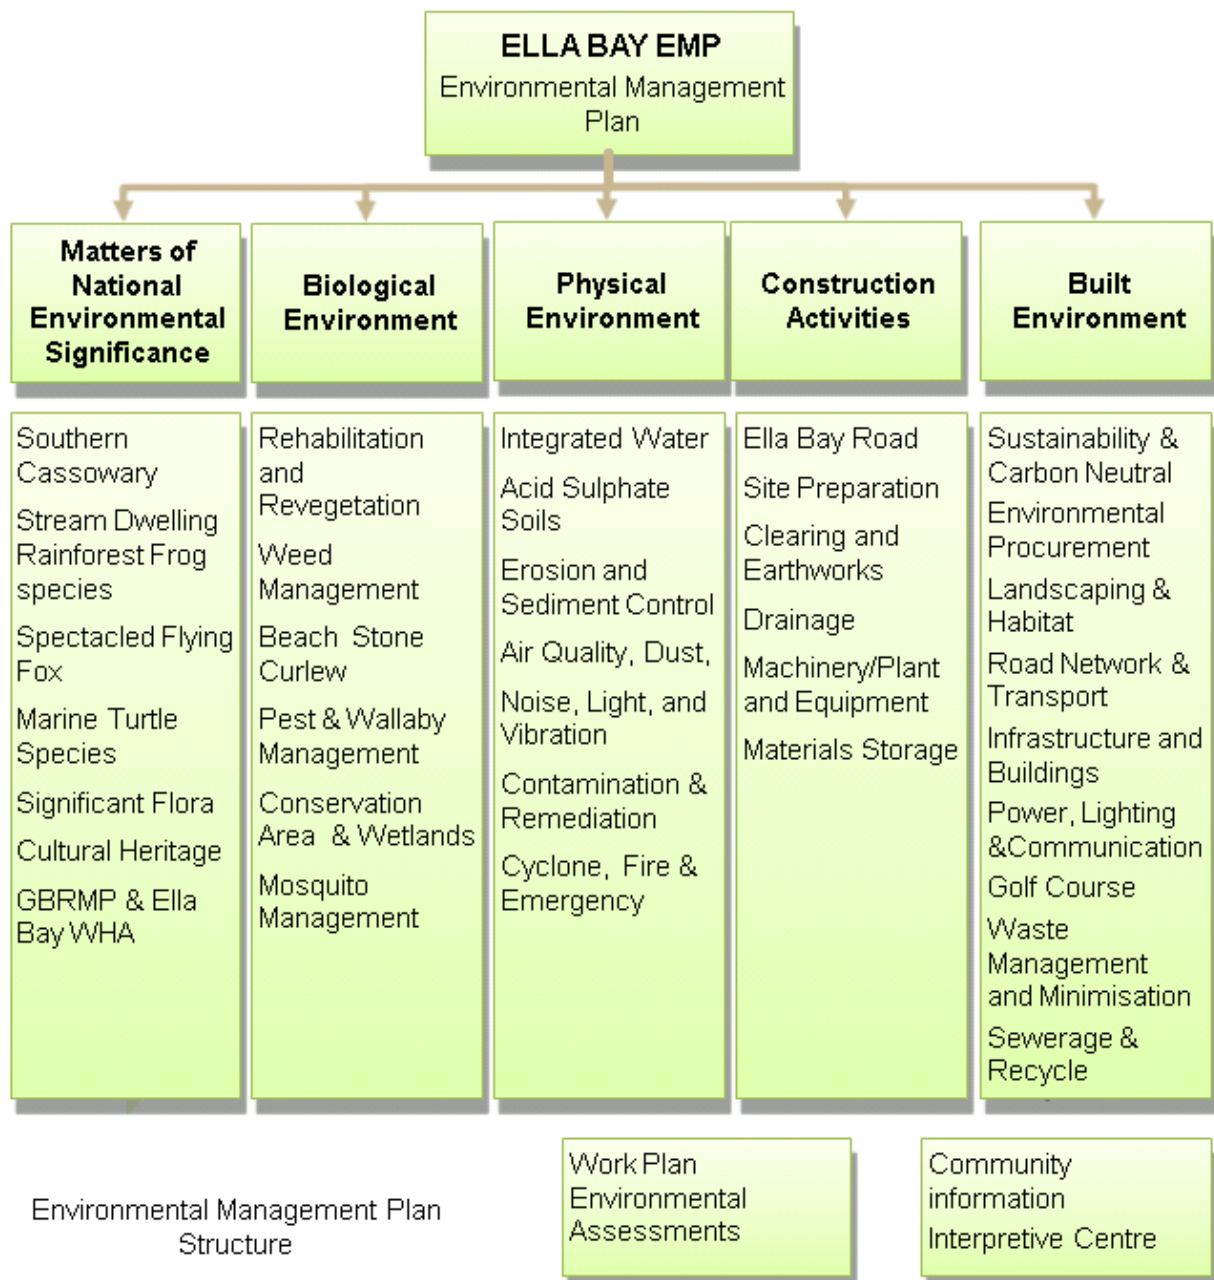 ELLA BAY EMP
Environmental Management
Plan
Matters of
National
Environmental
Significance
Biological
Environment
Physical
Environment
Construction
Activities
Built
Environment
Southern
Cassowary
Stream Dwelling
Rainforest Frog
species
Spectacled Flying
Fox
Marine Turtle
Species
Significant Flora
Cultural Heritage
GBRMP & Ella
Bay WHA
Rehabilitation
and
Revegetation
Weed
Management
Beach Stone
Curlew
Pest & Wallaby
Management
Conservation
Area & Wetlands
Mosquito
Management
Integrated Water
Acid Sulphate
Soils
Erosion and
Sediment Control
Air Quality, Dust,
Noise, Light, and
Vibration
Contamination &
Remediation
Cyclone, Fire &
Emergency
Ella Bay Road
Site Preparation
Clearing and
Earthworks
Drainage
Machinery/Plant
and Equipment
Materials Storage
Sustainability &
Carbon Neutral
Environmental
Procurement
Landscaping &
Habitat
Road Network &
Transport
Infrastructure and
Buildings
Power, Lighting
&Communication
Golf Course
Waste
Management
and Minimisation
Sewerage &
Recycle
Environmental Management Plan
Structure
Work Plan
Environmental
Assessments
Community
information
Interpretive Centre